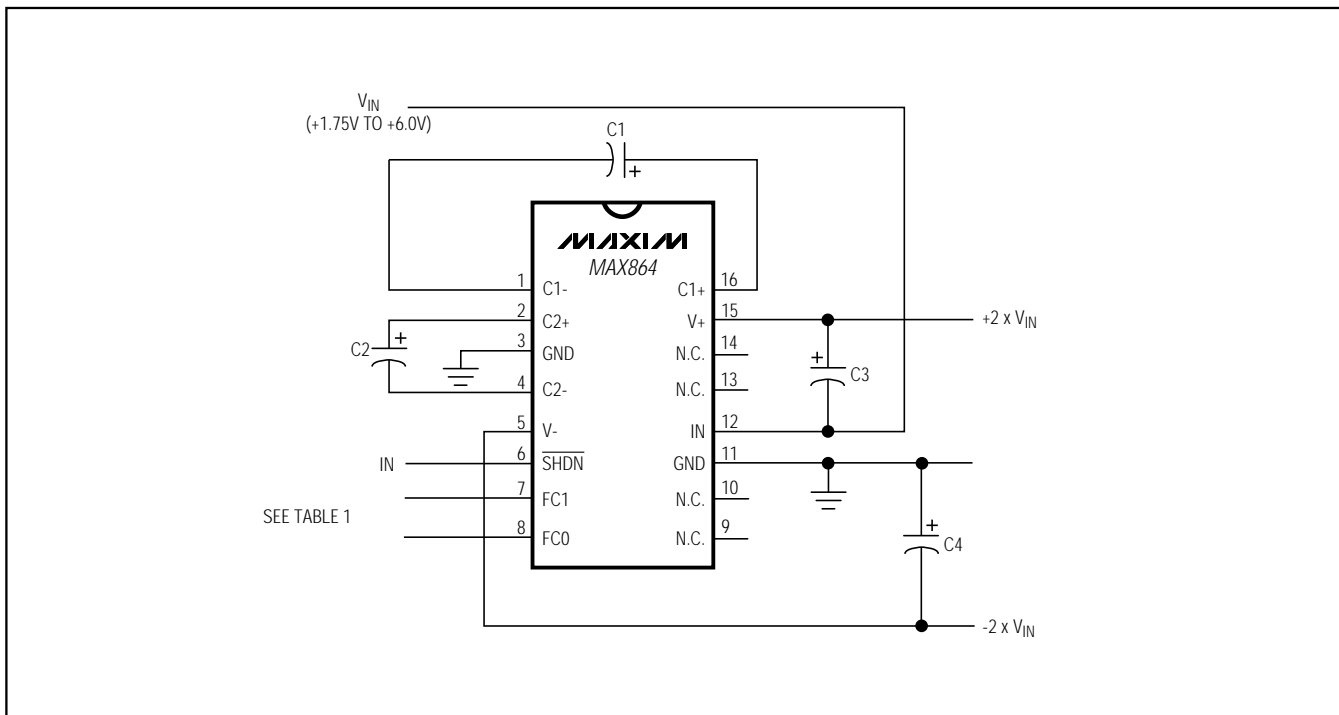 V_IN
(+1.75V TO +6.0V)
C1
+
MAXIM
MAX864
1 C1-
C1+ 16
2 C2+
V+ 15
+2 x V_IN
+
C2
3 GND
N.C. 14
+
C3
4 C2-
N.C. 13
5 V-
IN 12
IN
6 SHDN
GND 11
7 FC1
N.C. 10
SEE TABLE 1
8 FC0
N.C. 9
+
C4
-2 x V_IN